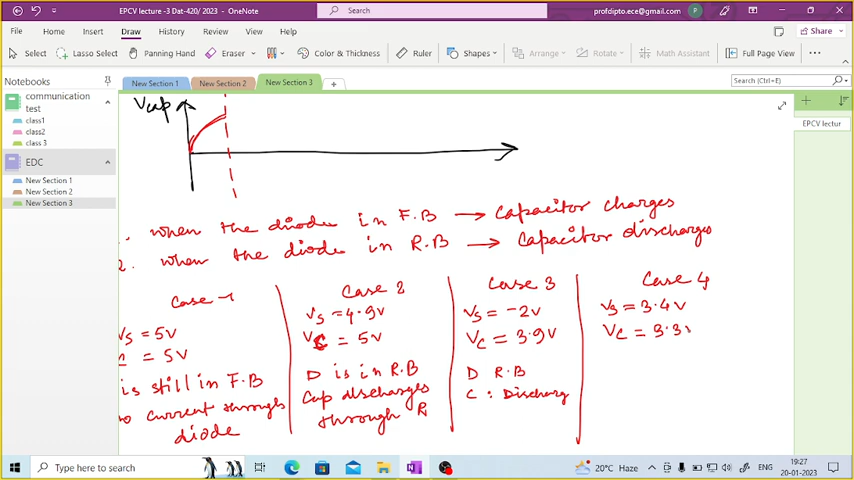 EPCV lecture -3 Dat-420/ 2023 - OneNote
Search
profdipto.ece@gmail.com
P
File Home Insert Draw History Review View Help
Share
Select Lasso Select Panning Hand Eraser Color & Thickness Ruler Shapes Arrange Rotate Math Assistant Full Page View
Notebooks
New Section 1 New Section 2 New Section 3 +
Search (Ctrl+E)
communication
test
class1
class2
class 3
EDC
New Section 1
New Section 2
New Section 3
EPCV lectur
Vcap
1. when the diode in F.B → Capacitor charges
2. when the diode in R.B → Capacitor discharges
Case -1
Vs = 5V
= 5V
is still in F.B
no current through
diode
Case 2
Vs = 4.9V
VC = 5V
D is in R.B
Cap discharges
through R
Case 3
Vs = -2V
VC = 3.9V
D R.B
C : Discharg
Case 4
Vs = 3.4V
VC = 3.3V
Type here to search
20°C Haze
ENG
19:27
20-01-2023